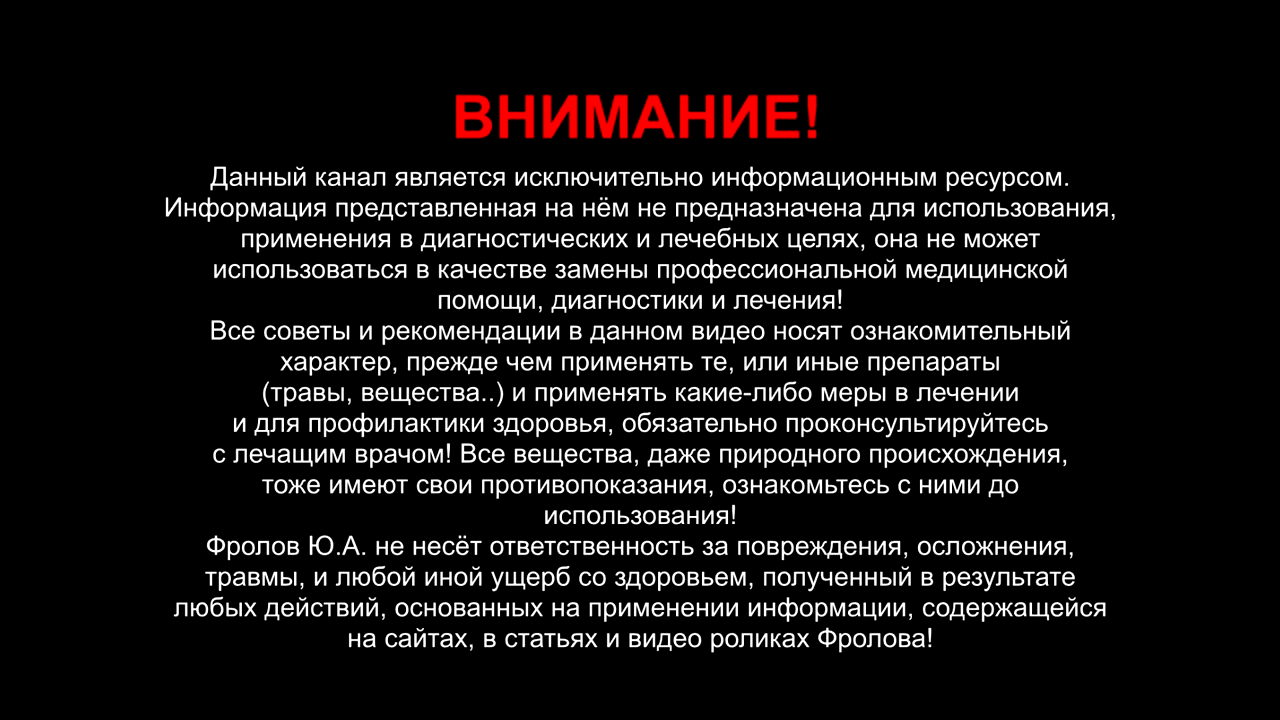 ВНИМАНИЕ!
Данный канал является исключительно информационным ресурсом.
Информация представленная на нём не предназначена для использования,
применения в диагностических и лечебных целях, она не может
использоваться в качестве замены профессиональной медицинской
помощи, диагностики и лечения!
Все советы и рекомендации в данном видео носят ознакомительный
характер, прежде чем применять те, или иные препараты
(травы, вещества..) и применять какие-либо меры в лечении
и для профилактики здоровья, обязательно проконсультируйтесь
с лечащим врачом! Все вещества, даже природного происхождения,
тоже имеют свои противопоказания, ознакомьтесь с ними до
использования!
Фролов Ю.А. не несёт ответственность за повреждения, осложнения,
травмы, и любой иной ущерб со здоровьем, полученный в результате
любых действий, основанных на применении информации, содержащейся
на сайтах, в статьях и видео роликах Фролова!